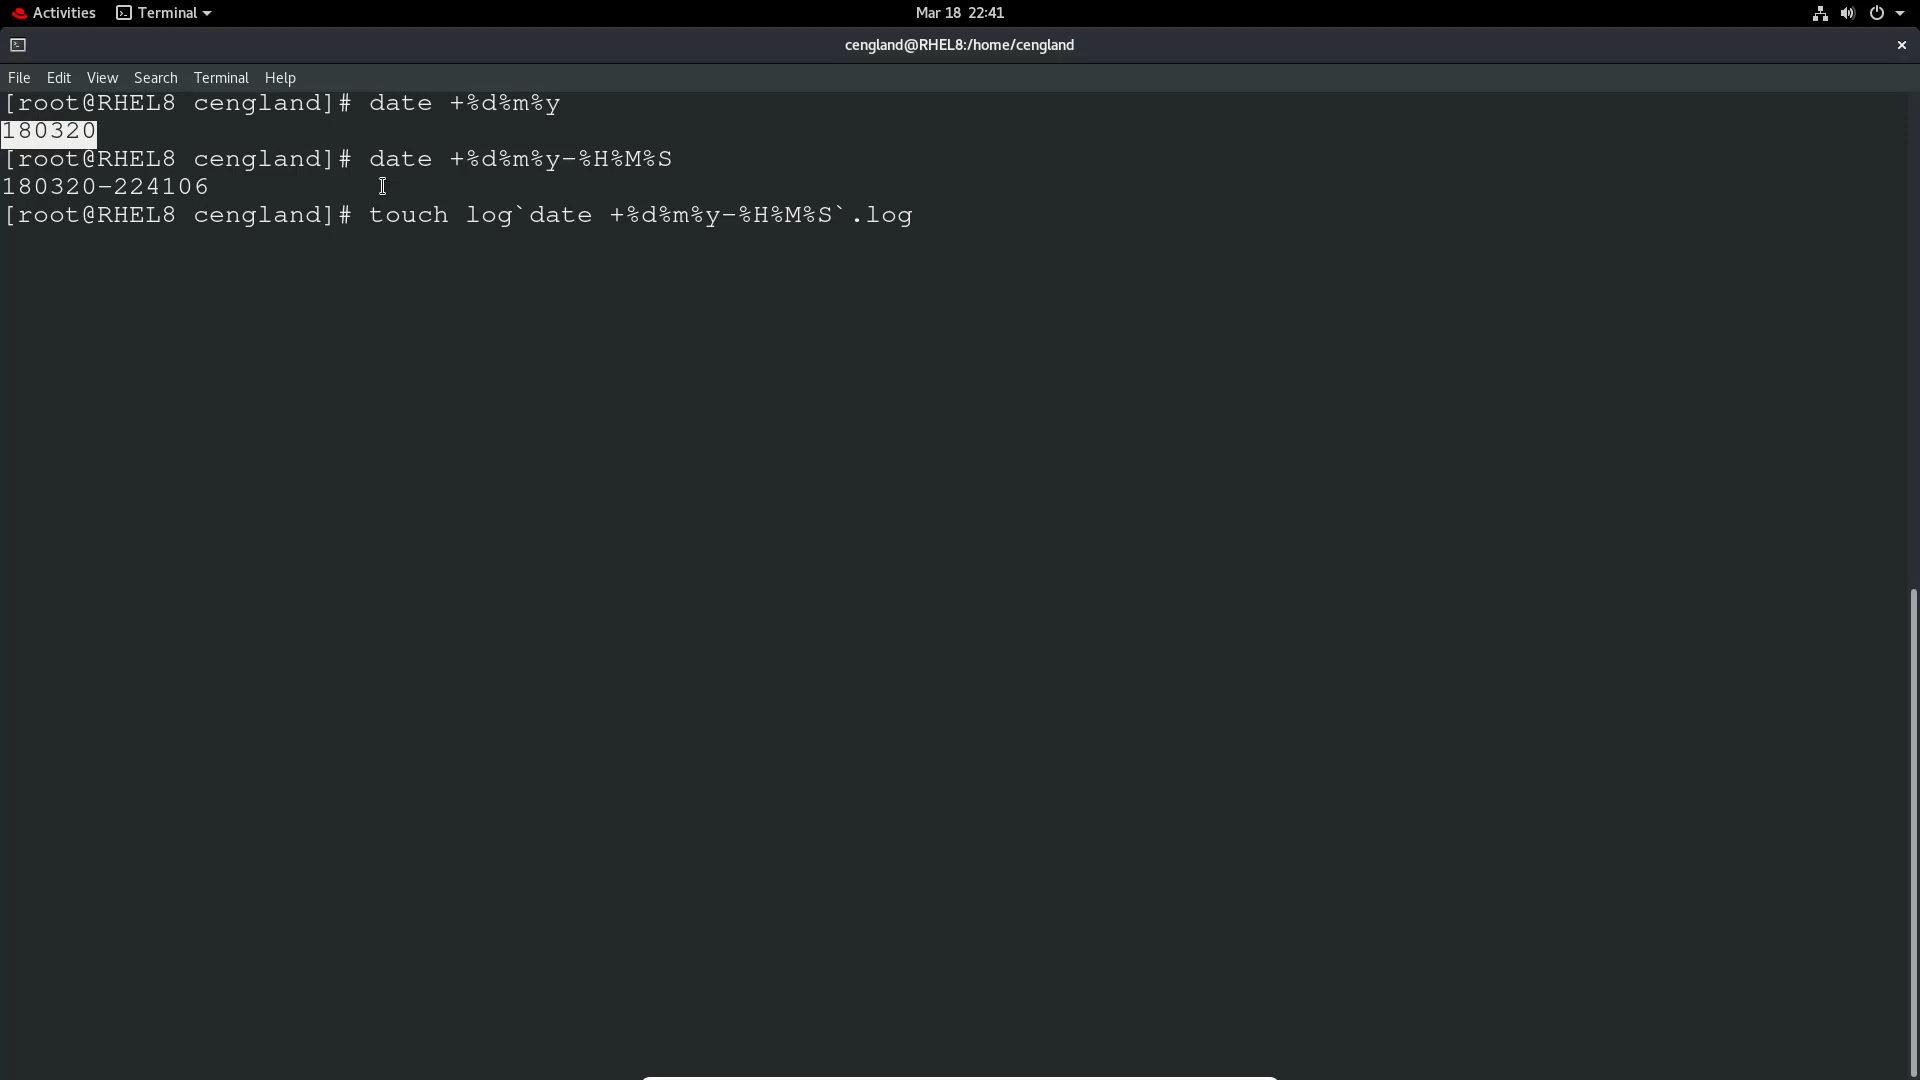 Activities Terminal Mar 18 22:41
cengland@RHEL8:/home/cengland
File Edit View Search Terminal Help
[root@RHEL8 cengland]# date +%d%m%y
180320
[root@RHEL8 cengland]# date +%d%m%y-%H%M%S
180320-224106
[root@RHEL8 cengland]# touch log`date +%d%m%y-%H%M%S`.log